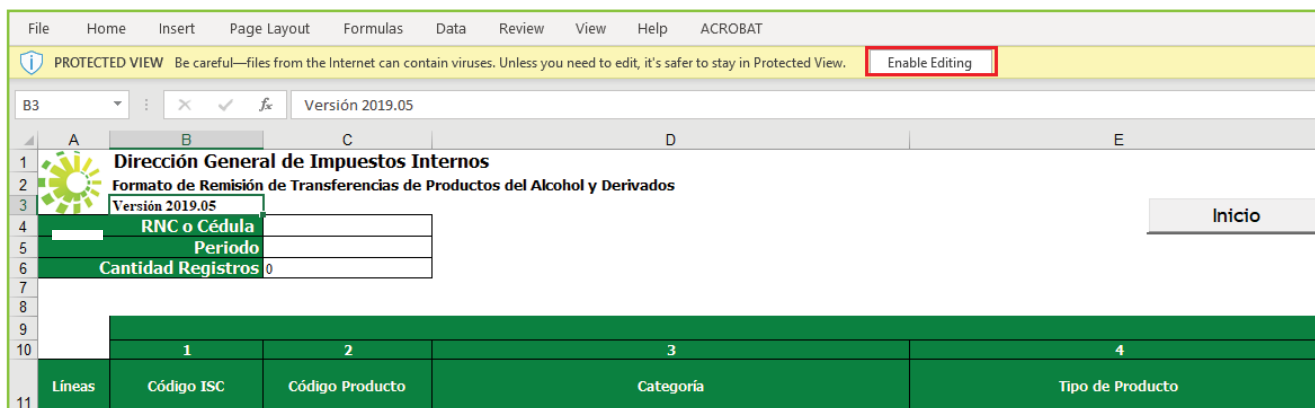 File Home Insert Page Layout Formulas Data Review View Help ACROBAT
PROTECTED VIEW Be careful—files from the Internet can contain viruses. Unless you need to edit, it's safer to stay in Protected View. Enable Editing
B3 fx Versión 2019.05
A B C D E
1 Dirección General de Impuestos Internos
2 Formato de Remisión de Transferencias de Productos del Alcohol y Derivados
3 Versión 2019.05
Inicio
4 RNC o Cédula
5 Periodo
6 Cantidad Registros 0
7
8
9
10 1 2 3 4
11 Líneas Código ISC Código Producto Categoría Tipo de Producto